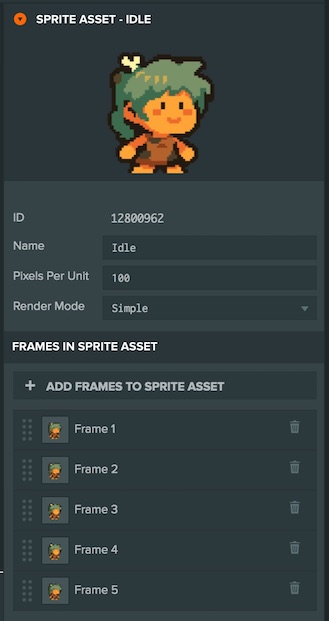 SPRITE ASSET - IDLE
ID 12800962
Name Idle
Pixels Per Unit 100
Render Mode Simple
FRAMES IN SPRITE ASSET
+ ADD FRAMES TO SPRITE ASSET
Frame 1
Frame 2
Frame 3
Frame 4
Frame 5